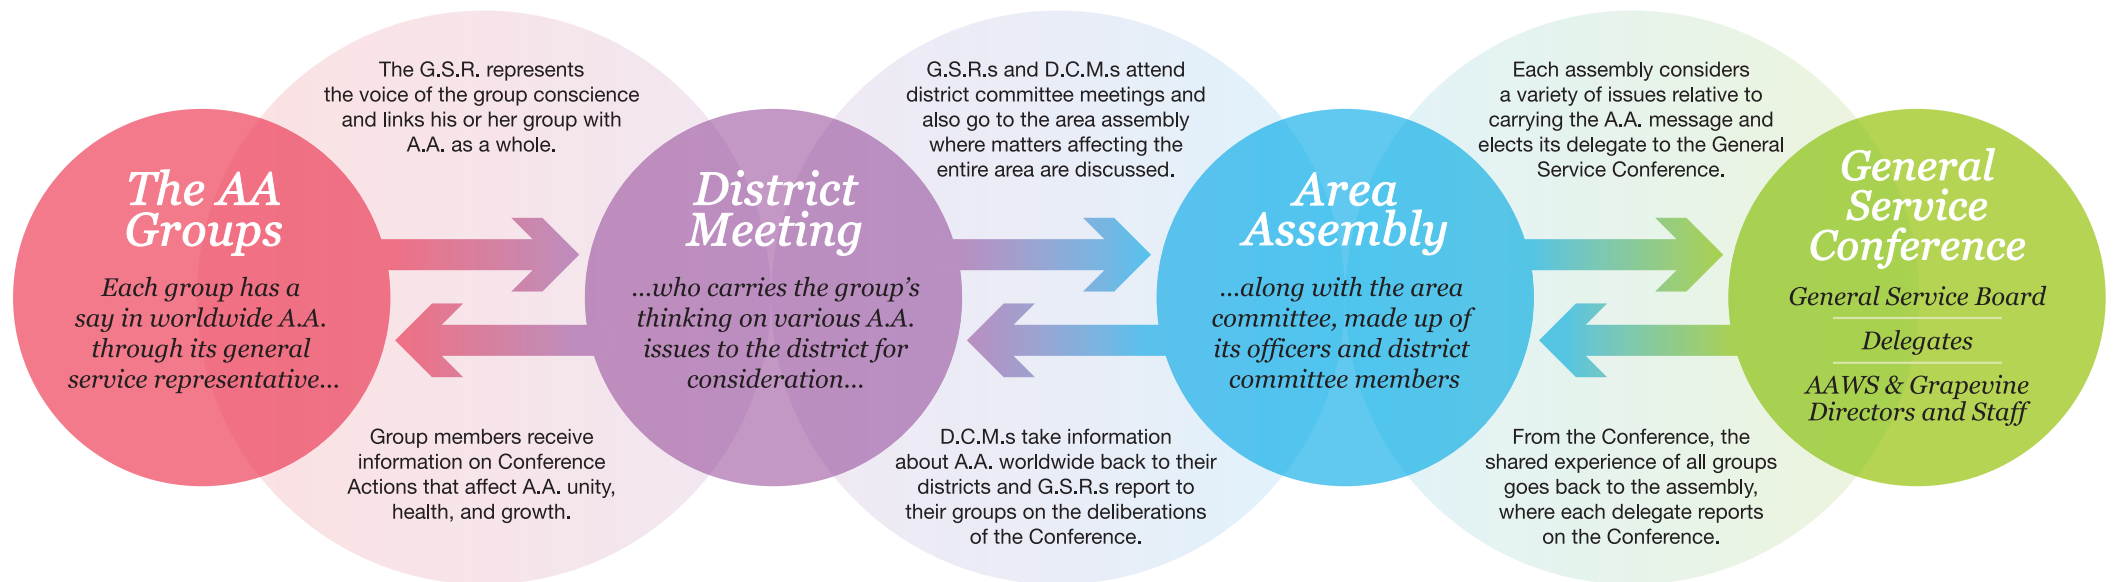 The AA
Groups
Each group has a
say in worldwide A.A.
through its general
service representative...
The G.S.R. represents
the voice of the group conscience
and links his or her group with
A.A. as a whole.
Group members receive
information on Conference
Actions that affect A.A. unity,
health, and growth.
District
Meeting
...who carries the group's
thinking on various A.A.
issues to the district for
consideration...
G.S.R.s and D.C.M.s attend
district committee meetings and
also go to the area assembly
where matters affecting the
entire area are discussed.
D.C.M.s take information
about A.A. worldwide back to their
districts and G.S.R.s report to
their groups on the deliberations
of the Conference.
Area
Assembly
...along with the area
committee, made up of
its officers and district
committee members
Each assembly considers
a variety of issues relative to
carrying the A.A. message and
elects its delegate to the General
Service Conference.
From the Conference, the
shared experience of all groups
goes back to the assembly,
where each delegate reports
on the Conference.
General
Service
Conference
General Service Board
Delegates
AAWS & Grapevine
Directors and Staff